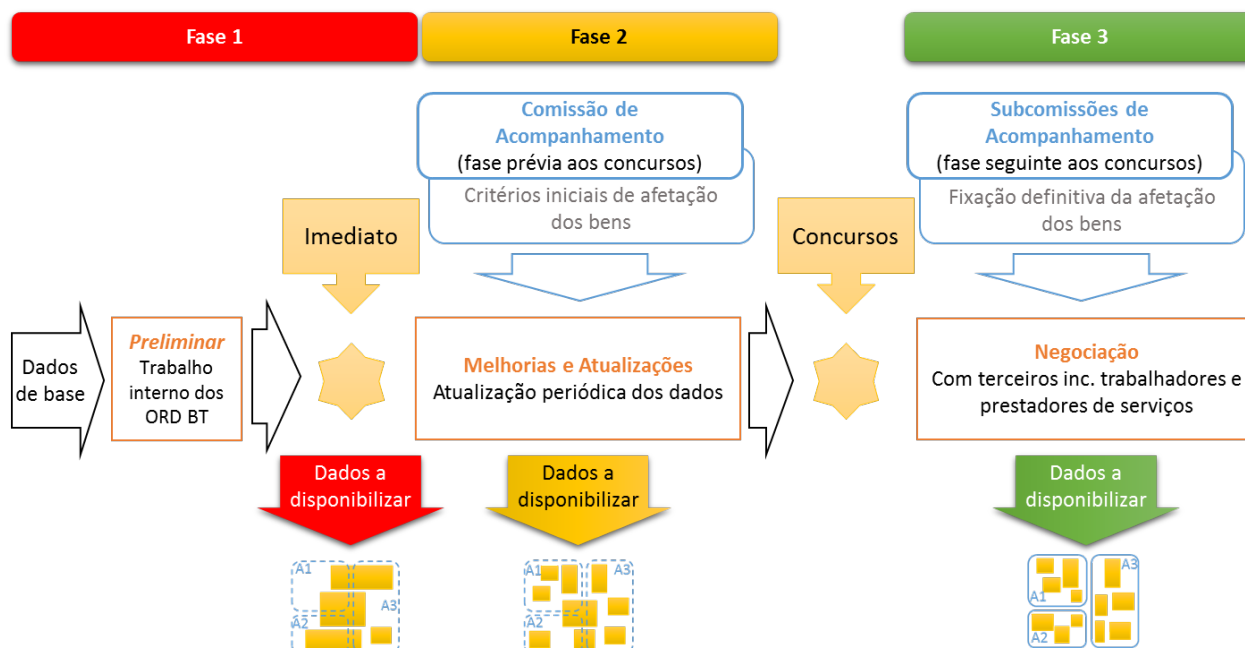 Fase 1
Fase 2
Fase 3
Comissão de
Acompanhamento
(fase prévia aos concursos)
Critérios iniciais de afetação
dos bens
Subcomissões de
Acompanhamento
(fase seguinte aos concursos)
Fixação definitiva da afetação
dos bens
Imediato
Concursos
Dados
de base
Preliminar
Trabalho
interno dos
ORD BT
Melhorias e Atualizações
Atualização periódica dos dados
Negociação
Com terceiros inc. trabalhadores e
prestadores de serviços
Dados a
disponibilizar
Dados a
disponibilizar
Dados a
disponibilizar
A1
A3
A2
A1
A3
A2
A1
A3
A2